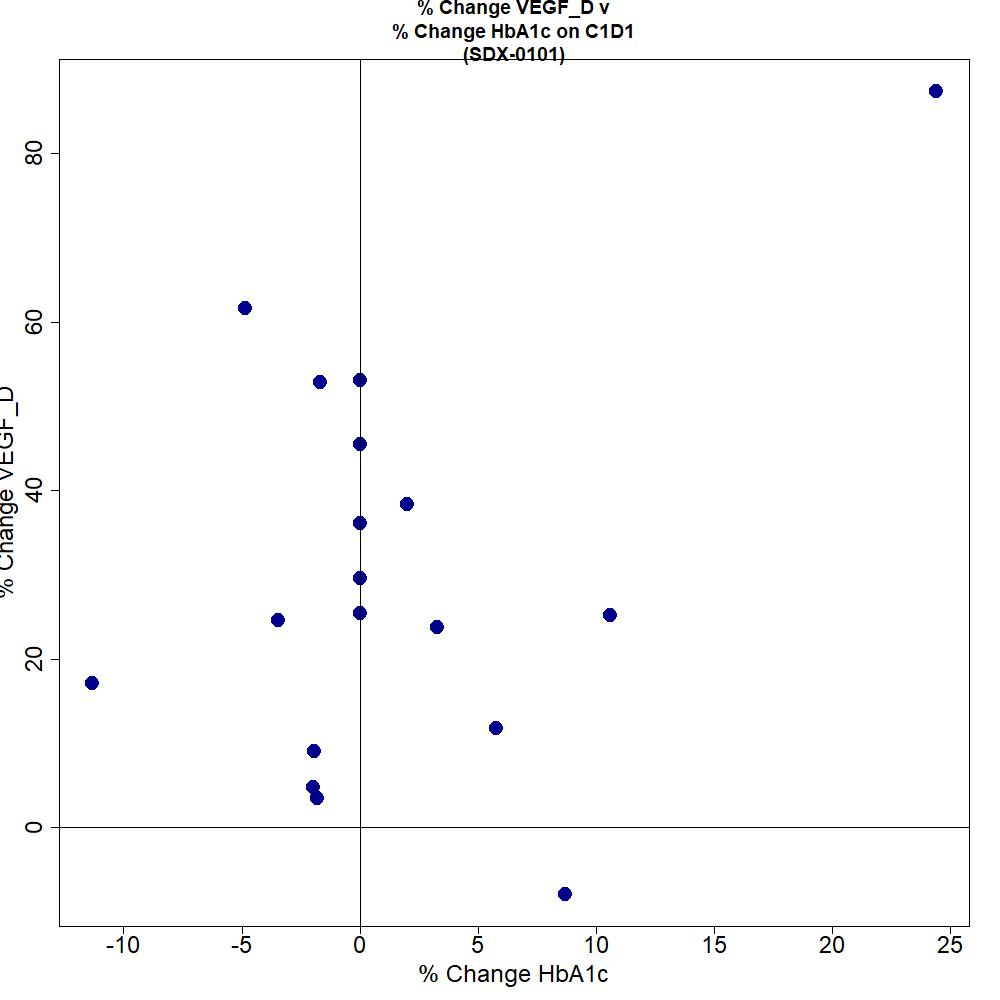 % Change VEGF_D v
% Change HbA1c on C1D1
(SDX-0101)
% Change VEGF_D
80
60
40
20
0
-10 -5 0 5 10 15 20 25
% Change HbA1c